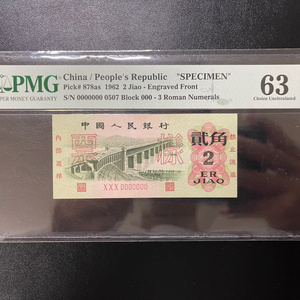 PMG
PAPER MONEY GUARANTY
China / People's Republic "SPECIMEN"
Pick# 878as 1962 2 Jiao - Engraved Front
S/N 0000000 0507 Block 000 - 3 Roman Numerals
63
Choice Uncirculated
中國人民銀行
票樣
貳角
2
ER
JIAO
XXX 0000000